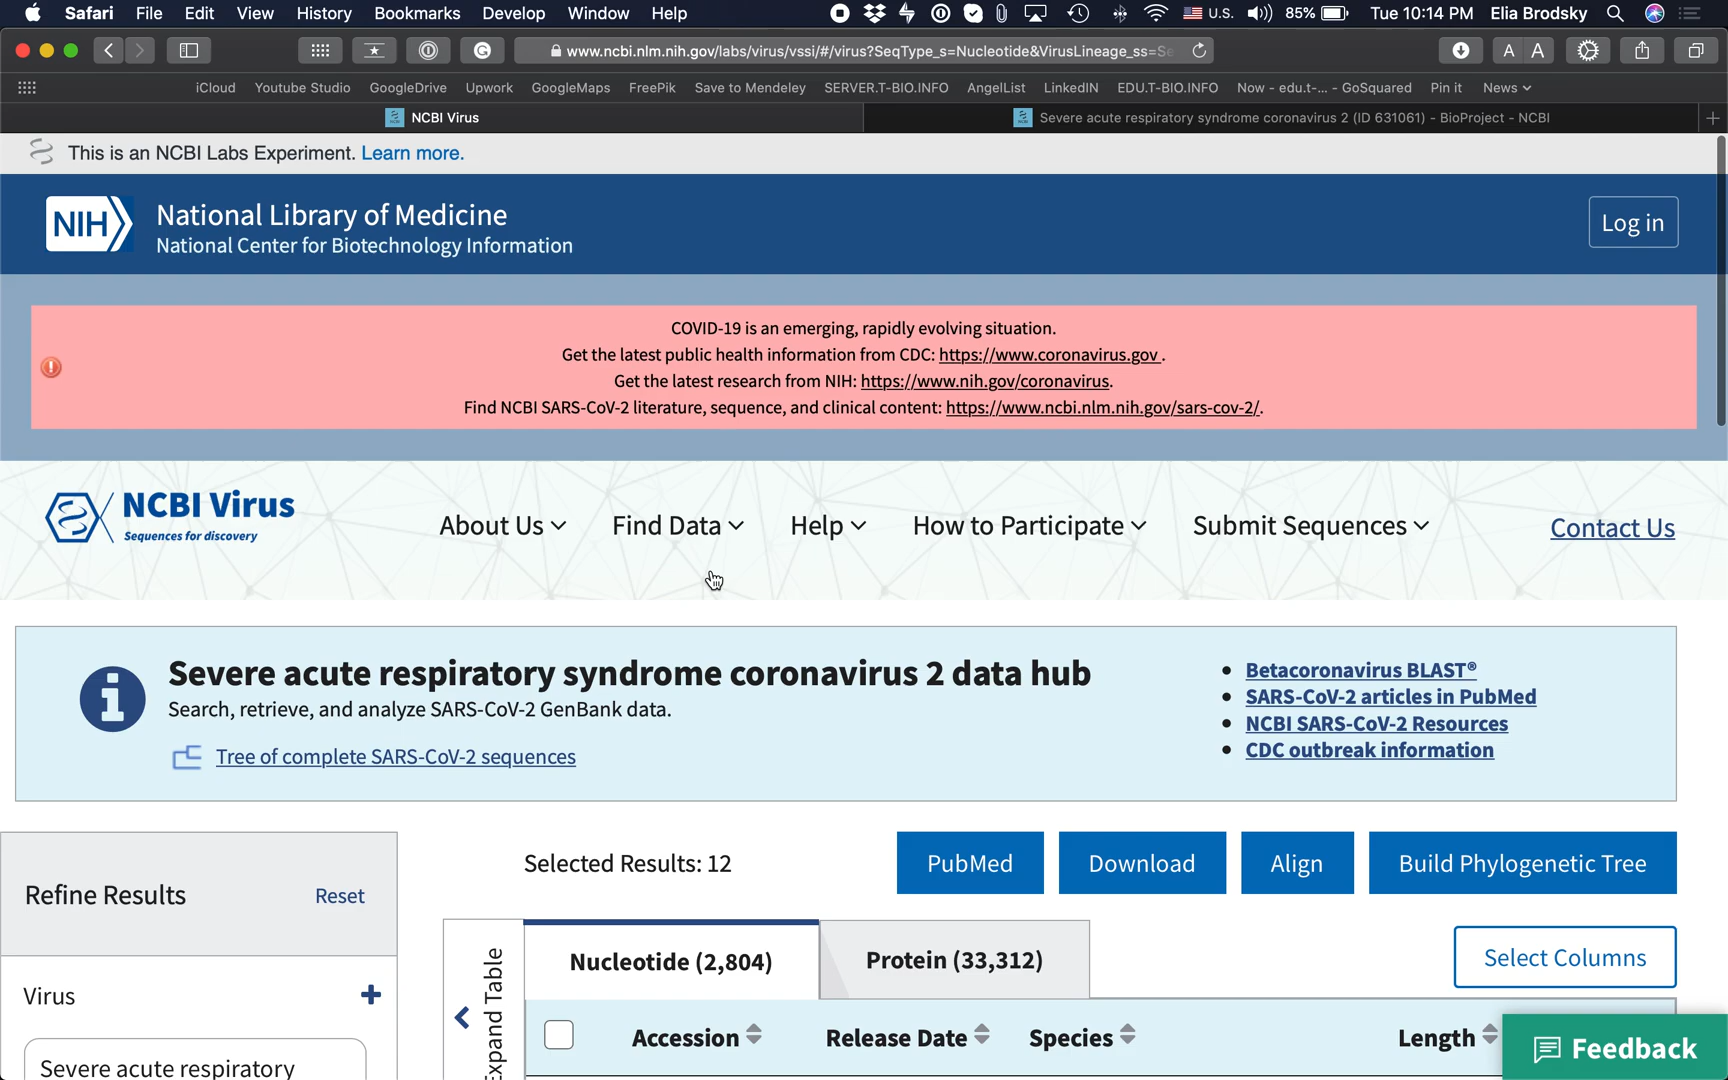 Safari File Edit View History Bookmarks Develop Window Help U.S. 85% Tue 10:14 PM Elia Brodsky
www.ncbi.nlm.nih.gov/labs/virus/vssi/#/virus?SeqType_s=Nucleotide&VirusLineage_ss=Se
A A
iCloud Youtube Studio GoogleDrive Upwork GoogleMaps FreePik Save to Mendeley SERVER.T-BIO.INFO AngelList LinkedIN EDU.T-BIO.INFO Now - edu.t-... - GoSquared Pin it News
NCBI Virus Severe acute respiratory syndrome coronavirus 2 (ID 631061) - BioProject - NCBI
This is an NCBI Labs Experiment. Learn more.
NIH National Library of Medicine
National Center for Biotechnology Information
Log in
COVID-19 is an emerging, rapidly evolving situation.
Get the latest public health information from CDC: https://www.coronavirus.gov .
Get the latest research from NIH: https://www.nih.gov/coronavirus.
Find NCBI SARS-CoV-2 literature, sequence, and clinical content: https://www.ncbi.nlm.nih.gov/sars-cov-2/.
NCBI Virus
Sequences for discovery
About Us Find Data Help How to Participate Submit Sequences Contact Us
Severe acute respiratory syndrome coronavirus 2 data hub
Search, retrieve, and analyze SARS-CoV-2 GenBank data.
Tree of complete SARS-CoV-2 sequences
Betacoronavirus BLAST®
SARS-CoV-2 articles in PubMed
NCBI SARS-CoV-2 Resources
CDC outbreak information
Refine Results Reset
Virus
Severe acute respiratory
Selected Results: 12 PubMed Download Align Build Phylogenetic Tree
Expand Table
Nucleotide (2,804) Protein (33,312) Select Columns
Accession Release Date Species Length
Feedback